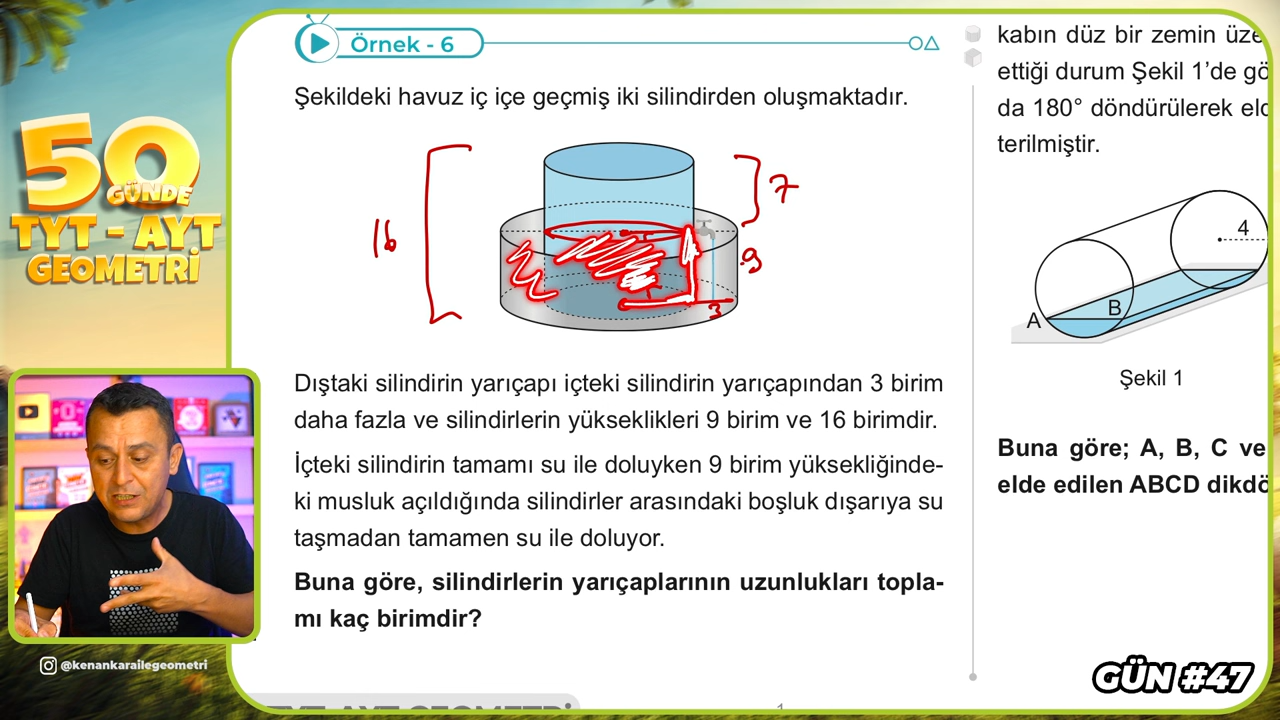 50
GÜNDE
TYT - AYT
GEOMETRİ
Örnek - 6
Şekildeki havuz iç içe geçmiş iki silindirden oluşmaktadır.
16
7
9
3
Dıştaki silindirin yarıçapı içteki silindirin yarıçapından 3 birim
daha fazla ve silindirlerin yükseklikleri 9 birim ve 16 birimdir.
İçteki silindirin tamamı su ile doluyken 9 birim yüksekliğinde-
ki musluk açıldığında silindirler arasındaki boşluk dışarıya su
taşmadan tamamen su ile doluyor.
Buna göre, silindirlerin yarıçaplarının uzunlukları topla-
mı kaç birimdir?
kabın düz bir zemin üze
ettiği durum Şekil 1’de gö
da 180° döndürülerek eld
terilmiştir.
4
A
B
Şekil 1
Buna göre; A, B, C ve
elde edilen ABCD dikdö
@kenankarailegeometri
GÜN #47